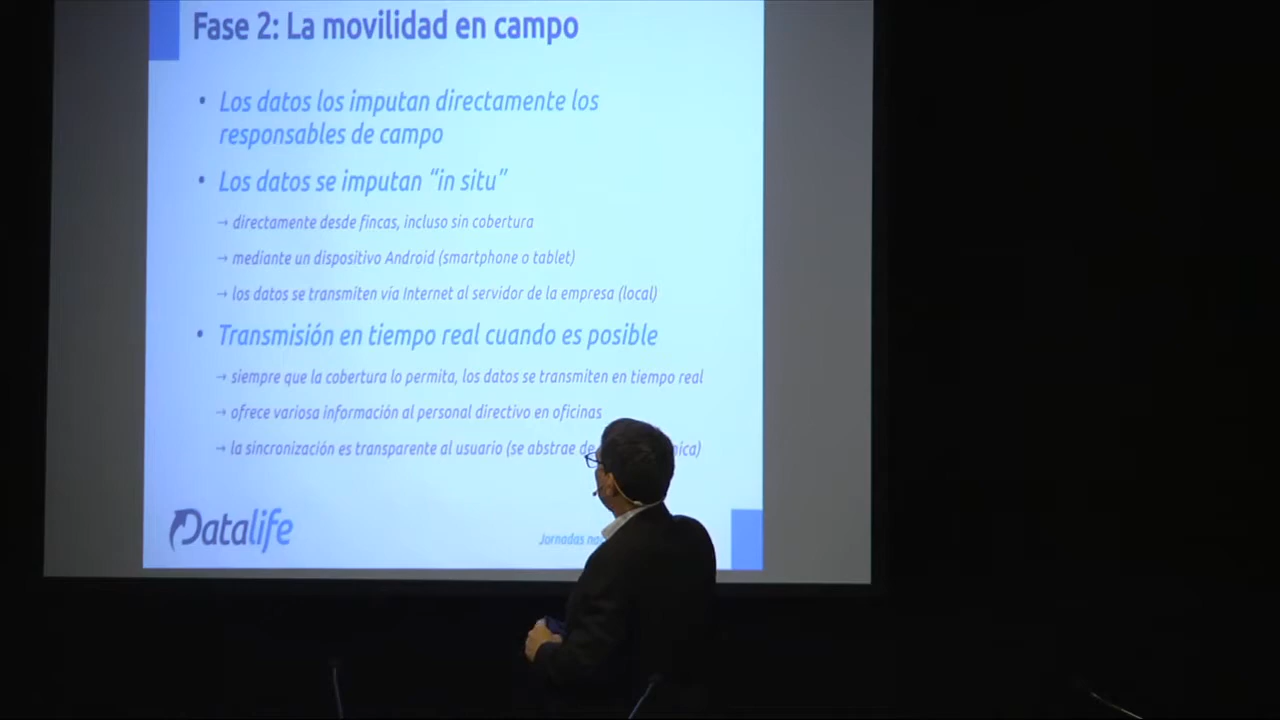 Fase 2: La movilidad en campo
• Los datos los imputan directamente los
responsables de campo
• Los datos se imputan “in situ”
→ directamente desde fincas, incluso sin cobertura
→ mediante un dispositivo Android (smartphone o tablet)
→ los datos se transmiten vía Internet al servidor de la empresa (local)
• Transmisión en tiempo real cuando es posible
→ siempre que la cobertura lo permita, los datos se transmiten en tiempo real
→ ofrece variosa información al personal directivo en oficinas
→ la sincronización es transparente al usuario (se abstrae de
Datalife
Jornadas